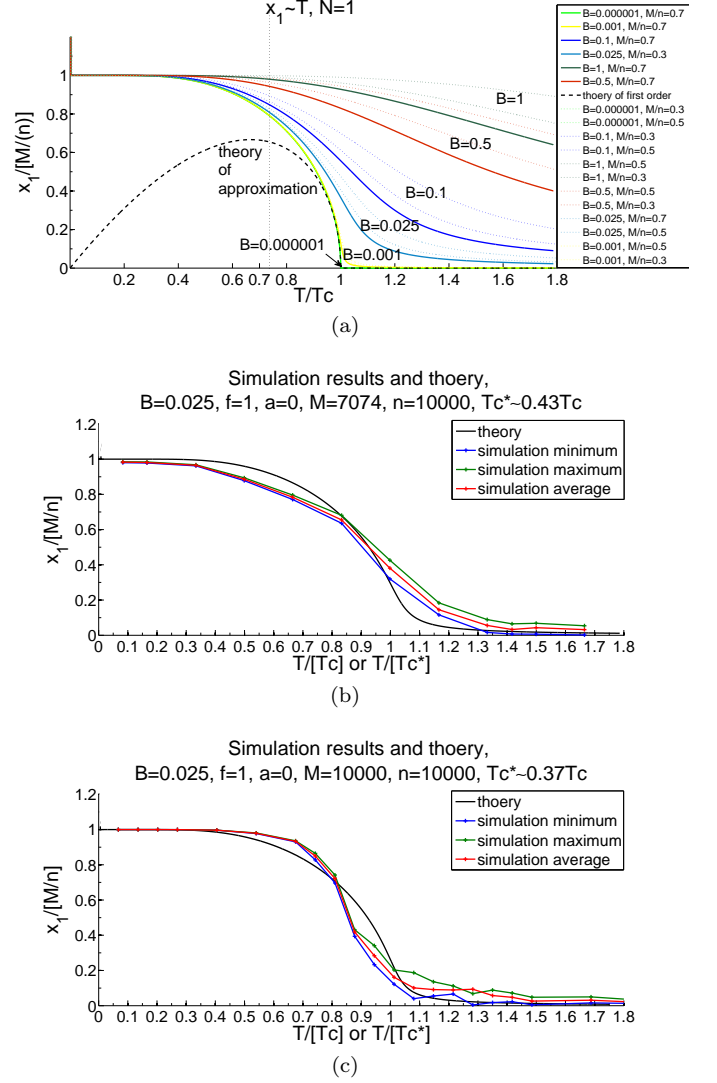 x_1~T, N=1
x_1/[M/(n)]
1
0.8
0.6
0.4
0.2
0
0.2 0.4 0.6 0.7 0.8 1.0 1.2 1.4 1.6 1.8
T/Tc
theory
of
approximation
B=0.000001
B=0.001
B=0.025
B=0.1
B=0.5
B=1
B=0.000001, M/n=0.7
B=0.001, M/n=0.7
B=0.1, M/n=0.7
B=0.025, M/n=0.3
B=1, M/n=0.7
B=0.5, M/n=0.7
thoery of first order
B=0.000001, M/n=0.3
B=0.000001, M/n=0.5
B=0.1, M/n=0.3
B=0.1, M/n=0.5
B=1, M/n=0.5
B=1, M/n=0.3
B=0.5, M/n=0.5
B=0.5, M/n=0.3
B=0.025, M/n=0.7
B=0.025, M/n=0.5
B=0.001, M/n=0.5
B=0.001, M/n=0.3
(a)
Simulation results and thoery,
B=0.025, f=1, a=0, M=7074, n=10000, Tc*~0.43Tc
x_1/[M/n]
1.2
1
0.8
0.6
0.4
0.2
0
theory
simulation minimum
simulation maximum
simulation average
0 0.1 0.2 0.3 0.4 0.5 0.6 0.7 0.8 0.9 1 1.1 1.2 1.3 1.4 1.5 1.6 1.7 1.8
T/[Tc] or T/[Tc*]
(b)
Simulation results and thoery,
B=0.025, f=1, a=0, M=10000, n=10000, Tc*~0.37Tc
x_1/[M/n]
1.2
1
0.8
0.6
0.4
0.2
0
thoery
simulation minimum
simulation maximum
simulation average
0 0.1 0.2 0.3 0.4 0.5 0.6 0.7 0.8 0.9 1 1.1 1.2 1.3 1.4 1.5 1.6 1.7 1.8
T/[Tc] or T/[Tc*]
(c)